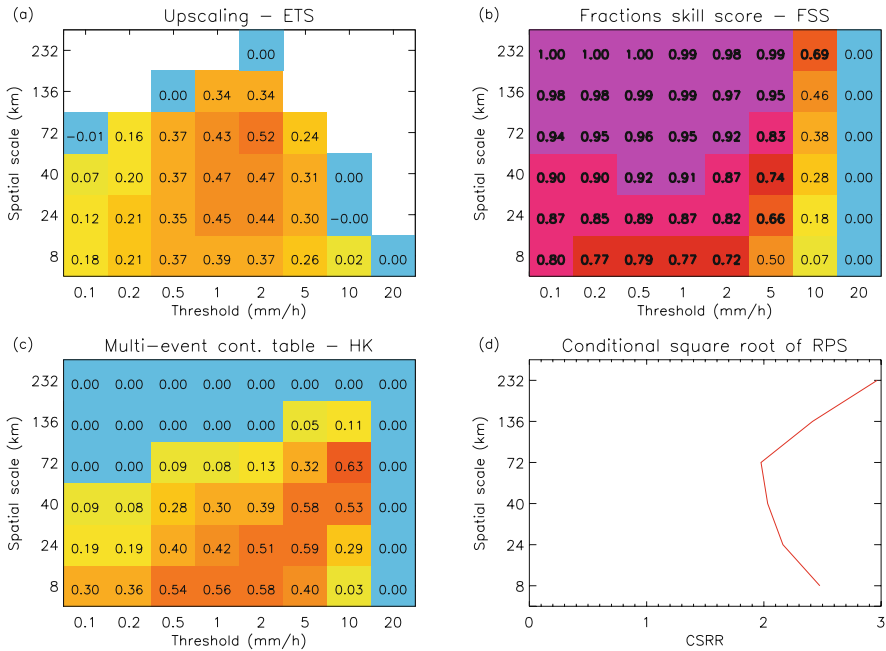 (a) Upscaling – ETS
Spatial scale (km)
232 0.00
136 0.00 0.34 0.34
72 −0.01 0.16 0.37 0.43 0.52 0.24
40 0.07 0.20 0.37 0.47 0.47 0.31 0.00
24 0.12 0.21 0.35 0.45 0.44 0.30 −0.00
8 0.18 0.21 0.37 0.39 0.37 0.26 0.02 0.00
0.1 0.2 0.5 1 2 5 10 20
Threshold (mm/h)
(b) Fractions skill score – FSS
Spatial scale (km)
232 1.00 1.00 1.00 0.99 0.98 0.99 0.69 0.00
136 0.98 0.98 0.99 0.99 0.97 0.95 0.46 0.00
72 0.94 0.95 0.96 0.95 0.92 0.83 0.38 0.00
40 0.90 0.90 0.92 0.91 0.87 0.74 0.28 0.00
24 0.87 0.85 0.89 0.87 0.82 0.66 0.18 0.00
8 0.80 0.77 0.79 0.77 0.72 0.50 0.07 0.00
0.1 0.2 0.5 1 2 5 10 20
Threshold (mm/h)
(c) Multi−event cont. table – HK
Spatial scale (km)
232 0.00 0.00 0.00 0.00 0.00 0.00 0.00 0.00
136 0.00 0.00 0.00 0.00 0.00 0.05 0.11 0.00
72 0.00 0.00 0.09 0.08 0.13 0.32 0.63 0.00
40 0.09 0.08 0.28 0.30 0.39 0.58 0.53 0.00
24 0.19 0.19 0.40 0.42 0.51 0.59 0.29 0.00
8 0.30 0.36 0.54 0.56 0.58 0.40 0.03 0.00
0.1 0.2 0.5 1 2 5 10 20
Threshold (mm/h)
(d) Conditional square root of RPS
Spatial scale (km)
232
136
72
40
24
8
0 1 2 3
CSRR